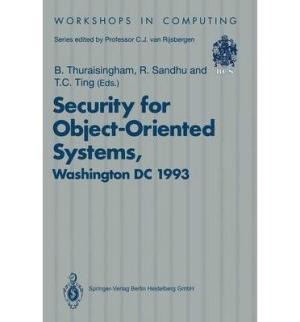 WORKSHOPS IN COMPUTING
Series edited by Professor C.J. van Rijsbergen
B. Thuraisingham, R. Sandhu and
T.C. Ting (Eds.)
BCS
Security for
Object-Oriented
Systems,
Washington DC 1993
Springer-Verlag Berlin Heidelberg GmbH